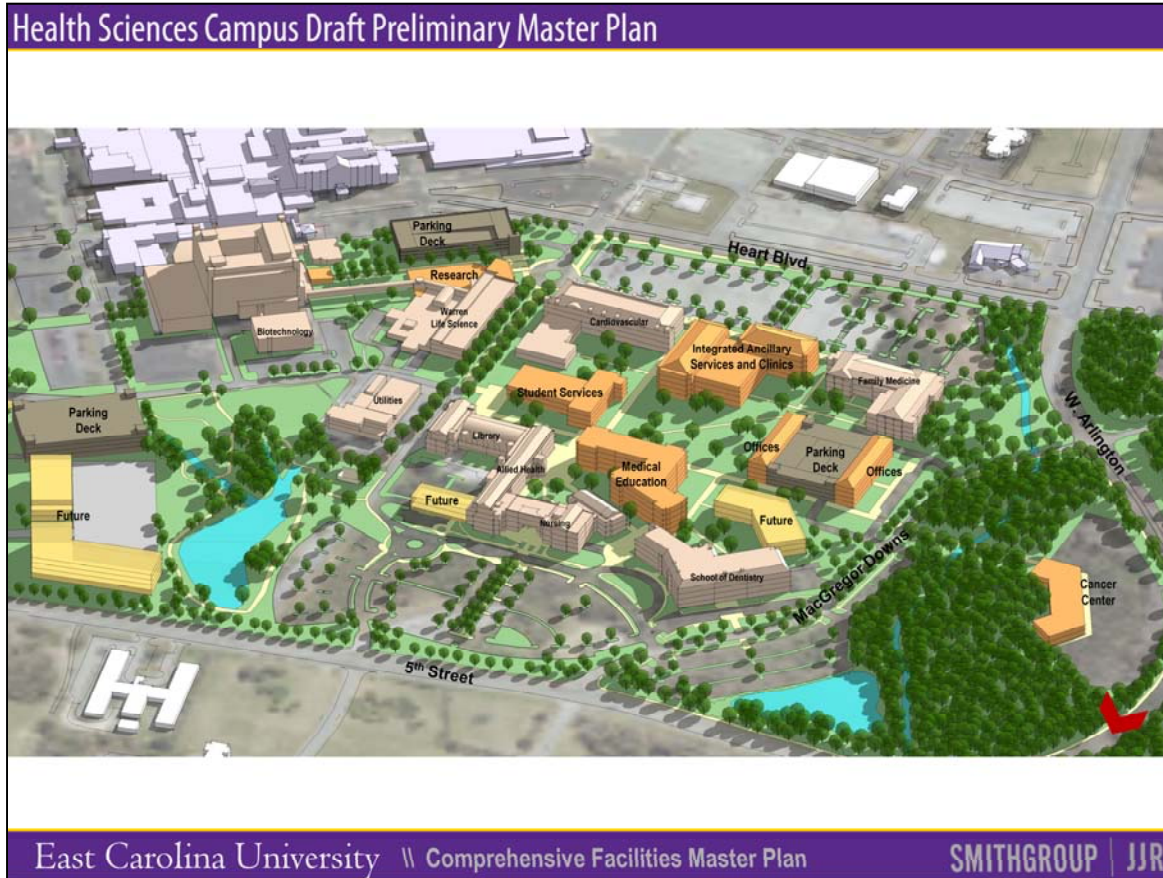 Health Sciences Campus Draft Preliminary Master Plan
Parking
Deck
Heart Blvd.
Research
Warren
Life Science
Cardiovascular
Biotechnology
Integrated Ancillary
Services and Clinics
Family Medicine
Student Services
Utilities
W. Arlington
Parking
Deck
Library
Allied Health
Medical
Education
Offices
Parking
Deck
Offices
Future
Future
Nursing
Future
School of Dentistry
MacGregor Downs
Cancer
Center
5th Street
East Carolina University \\ Comprehensive Facilities Master Plan
SMITHGROUP | JJR